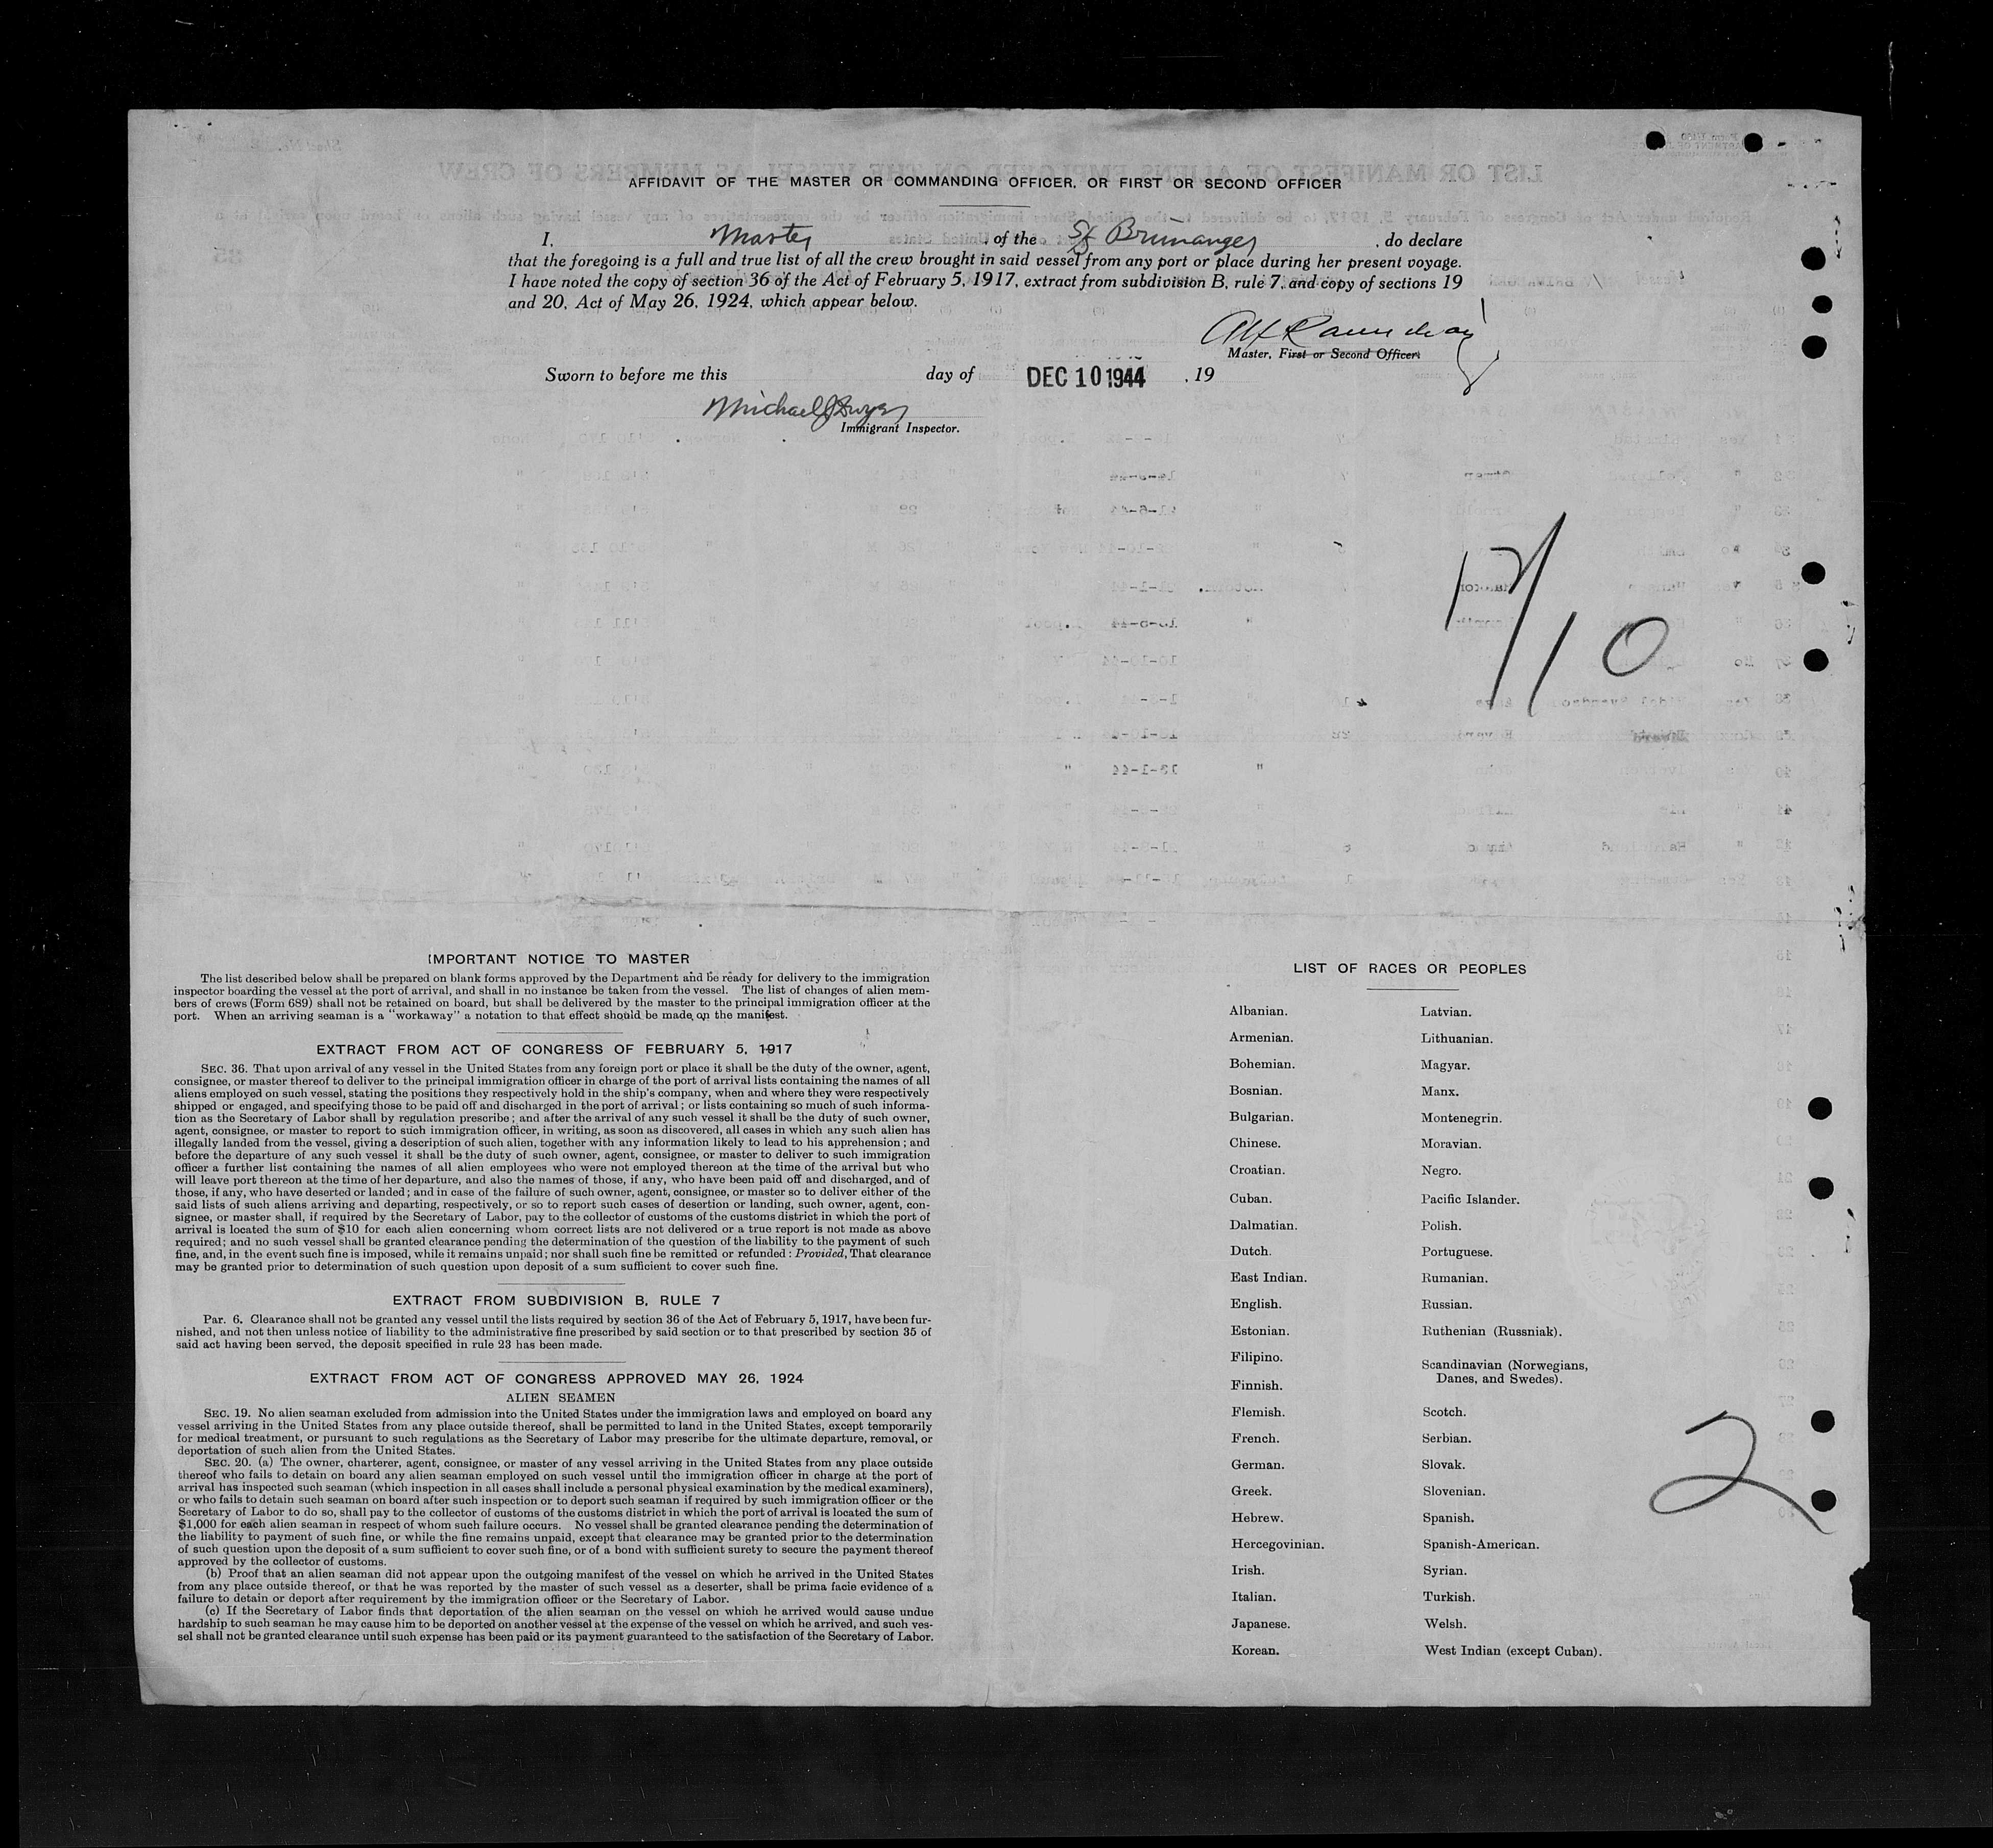 AFFIDAVIT OF THE MASTER OR COMMANDING OFFICER, OR FIRST OR SECOND OFFICER
I, Master, of the Brimanger, do declare
that the foregoing is a full and true list of all the crew brought in said vessel from any port or place during her present voyage.
I have noted the copy of section 36 of the Act of February 5, 1917, extract from subdivision B, rule 7, and copy of sections 19
and 20, Act of May 26, 1924, which appear below.
Master, First or Second Officer.
Sworn to before me this day of DEC 10 1944, 19
Michael J Dwyer
Immigrant Inspector.
12/10
IMPORTANT NOTICE TO MASTER
The list described below shall be prepared on blank forms approved by the Department and be ready for delivery to the immigration
inspector boarding the vessel at the port of arrival, and shall in no instance be taken from the vessel. The list of changes of alien mem-
bers of crews (Form 689) shall not be retained on board, but shall be delivered by the master to the principal immigration officer at the
port. When an arriving seaman is a "workaway" a notation to that effect should be made on the manifest.
EXTRACT FROM ACT OF CONGRESS OF FEBRUARY 5, 1917
SEC. 36. That upon arrival of any vessel in the United States from any foreign port or place it shall be the duty of the owner, agent,
consignee, or master thereof to deliver to the principal immigration officer in charge of the port of arrival lists containing the names of all
aliens employed on such vessel, stating the positions they respectively hold in the ship's company, when and where they were respectively
shipped or engaged, and specifying those to be paid off and discharged in the port of arrival; or lists containing so much of such informa-
tion as the Secretary of Labor shall by regulation prescribe; and after the arrival of any such vessel it shall be the duty of such owner,
agent, consignee, or master to report to such immigration officer, in writing, as soon as discovered, all cases in which any such alien has
illegally landed from the vessel, giving a description of such alien, together with any information likely to lead to his apprehension; and
before the departure of any such vessel it shall be the duty of such owner, agent, consignee, or master to deliver to such immigration
officer a further list containing the names of all alien employees who were not employed thereon at the time of the arrival but who
will leave port thereon at the time of her departure, and also the names of those, if any, who have been paid off and discharged, and of
those, if any, who have deserted or landed; and in case of the failure of such owner, agent, consignee, or master so to deliver either of the
said lists of such aliens arriving and departing, respectively, or so to report such cases of desertion or landing, such owner, agent, con-
signee, or master shall, if required by the Secretary of Labor, pay to the collector of customs of the customs district in which the port of
arrival is located the sum of $10 for each alien concerning whom correct lists are not delivered or a true report is not made as above
required; and no such vessel shall be granted clearance pending the determination of the question of the liability to the payment of such
fine, and, in the event such fine is imposed, while it remains unpaid; nor shall such fine be remitted or refunded: Provided, That clearance
may be granted prior to determination of such question upon deposit of a sum sufficient to cover such fine.
EXTRACT FROM SUBDIVISION B, RULE 7
Par. 6. Clearance shall not be granted any vessel until the lists required by section 36 of the Act of February 5, 1917, have been fur-
nished, and not then unless notice of liability to the administrative fine prescribed by said section or to that prescribed by section 35 of
said act having been served, the deposit specified in rule 23 has been made.
EXTRACT FROM ACT OF CONGRESS APPROVED MAY 26, 1924
ALIEN SEAMEN
SEC. 19. No alien seaman excluded from admission into the United States under the immigration laws and employed on board any
vessel arriving in the United States from any place outside thereof, shall be permitted to land in the United States, except temporarily
for medical treatment, or pursuant to such regulations as the Secretary of Labor may prescribe for the ultimate departure, removal, or
deportation of such alien from the United States.
SEC. 20. (a) The owner, charterer, agent, consignee, or master of any vessel arriving in the United States from any place outside
thereof who fails to detain on board any alien seaman employed on such vessel until the immigration officer in charge at the port of
arrival has inspected such seaman (which inspection in all cases shall include a personal physical examination by the medical examiners),
or who fails to detain such seaman on board after such inspection or to deport such seaman if required by such immigration officer or the
Secretary of Labor to do so, shall pay to the collector of customs of the customs district in which the port of arrival is located the sum of
$1,000 for each alien seaman in respect of whom such failure occurs. No vessel shall be granted clearance pending the determination of
the liability to payment of such fine, or while the fine remains unpaid, except that clearance may be granted prior to the determination
of such question upon the deposit of a sum sufficient to cover such fine, or of a bond with sufficient surety to secure the payment thereof
approved by the collector of customs.
(b) Proof that an alien seaman did not appear upon the outgoing manifest of the vessel on which he arrived in the United States
from any place outside thereof, or that he was reported by the master of such vessel as a deserter, shall be prima facie evidence of a
failure to detain or deport after requirement by the immigration officer or the Secretary of Labor.
(c) If the Secretary of Labor finds that deportation of the alien seaman on the vessel on which he arrived would cause undue
hardship to such seaman he may cause him to be deported on another vessel at the expense of the vessel on which he arrived, and such ves-
sel shall not be granted clearance until such expense has been paid or its payment guaranteed to the satisfaction of the Secretary of Labor.
LIST OF RACES OR PEOPLES
Albanian.
Armenian.
Bohemian.
Bosnian.
Bulgarian.
Chinese.
Croatian.
Cuban.
Dalmatian.
Dutch.
East Indian.
English.
Estonian.
Filipino.
Finnish.
Flemish.
French.
German.
Greek.
Hebrew.
Hercegovinian.
Irish.
Italian.
Japanese.
Korean.
Latvian.
Lithuanian.
Magyar.
Manx.
Montenegrin.
Moravian.
Negro.
Pacific Islander.
Polish.
Portuguese.
Rumanian.
Russian.
Ruthenian (Russniak).
Scandinavian (Norwegians,
Danes, and Swedes).
Scotch.
Serbian.
Slovak.
Slovenian.
Spanish.
Spanish-American.
Syrian.
Turkish.
Welsh.
West Indian (except Cuban).
2